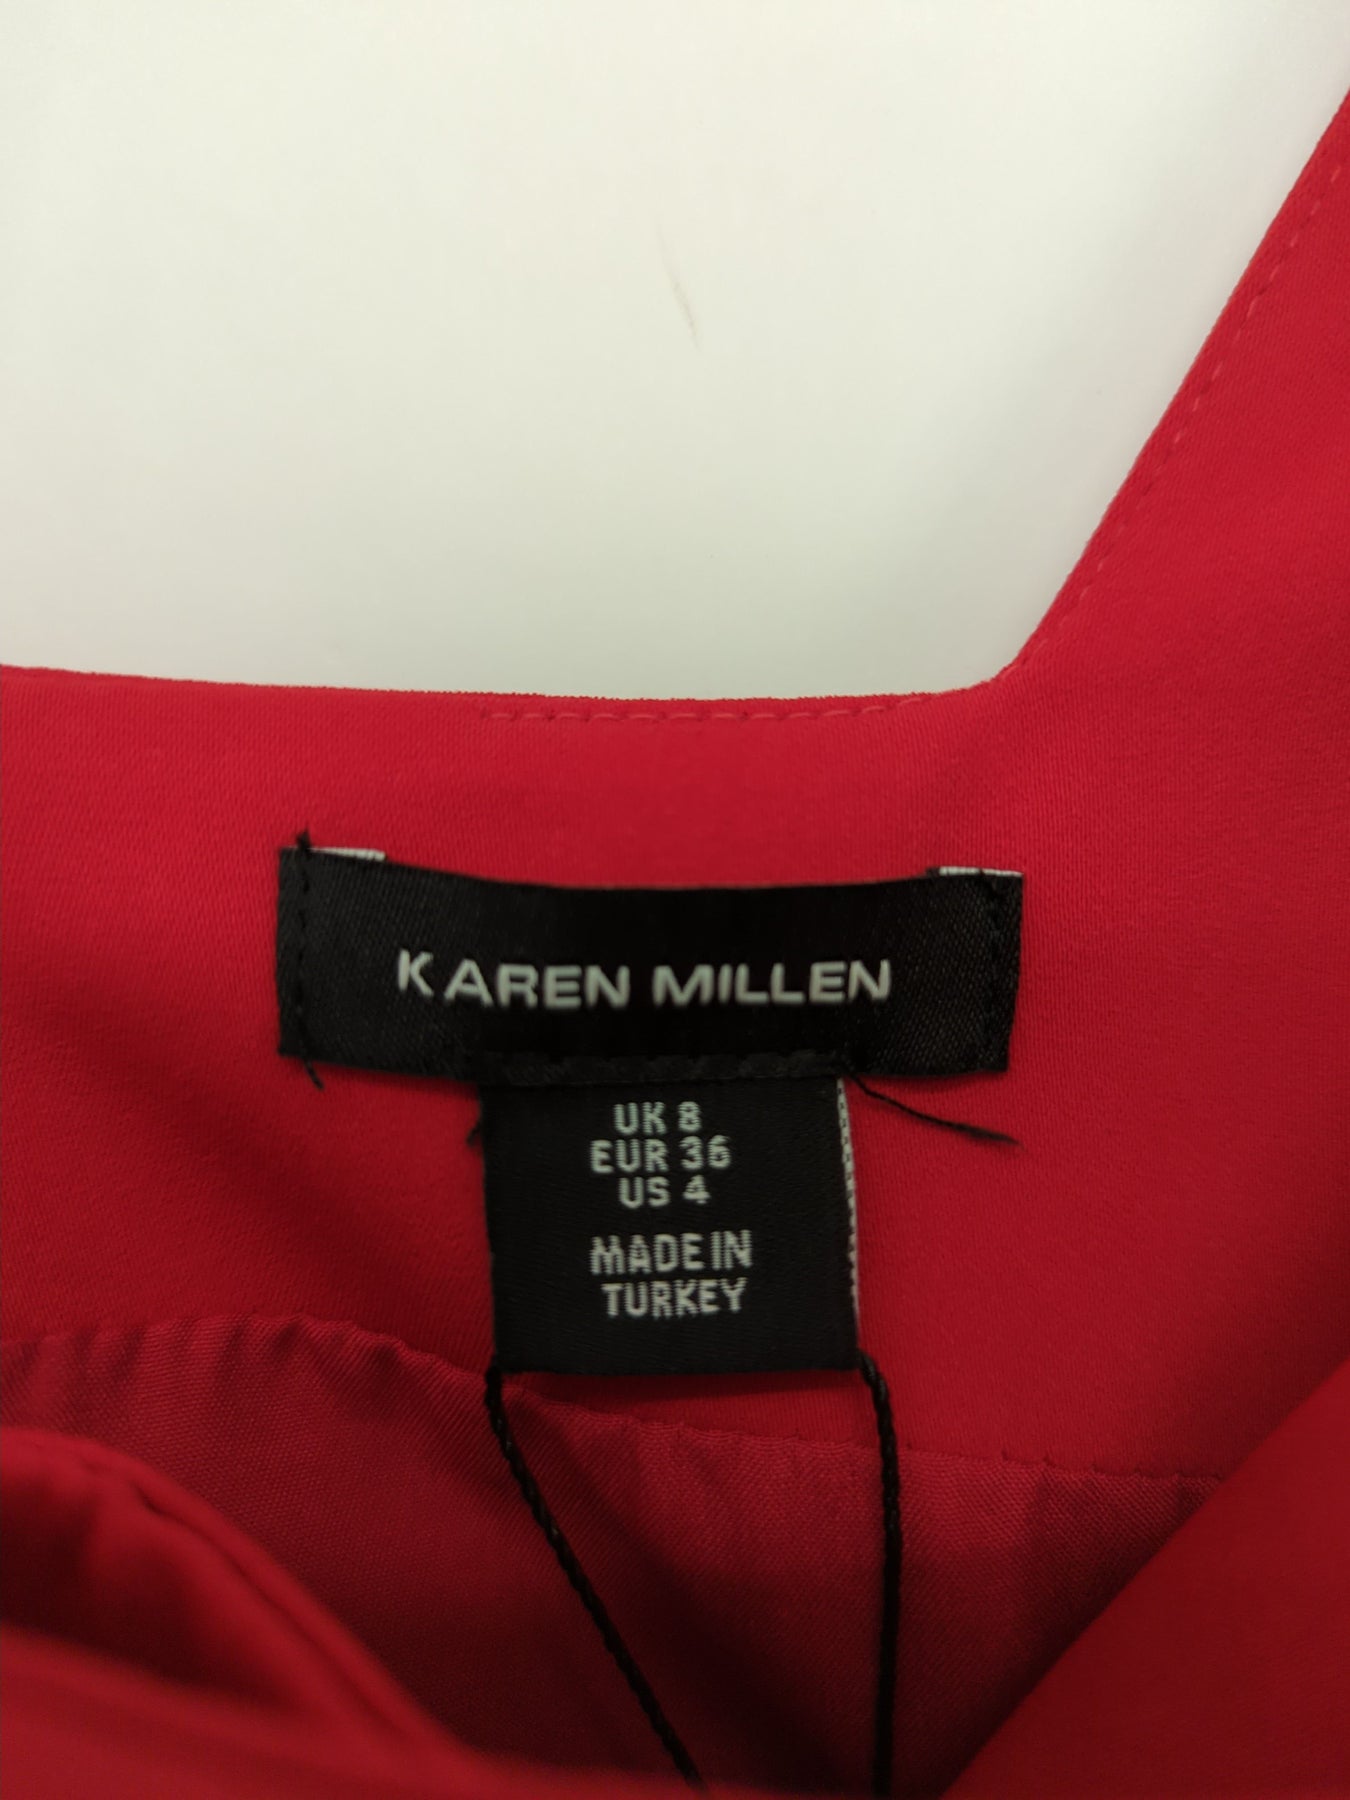 KAREN MILLEN
UK 8
EUR 36
US 4
MADE IN
TURKEY